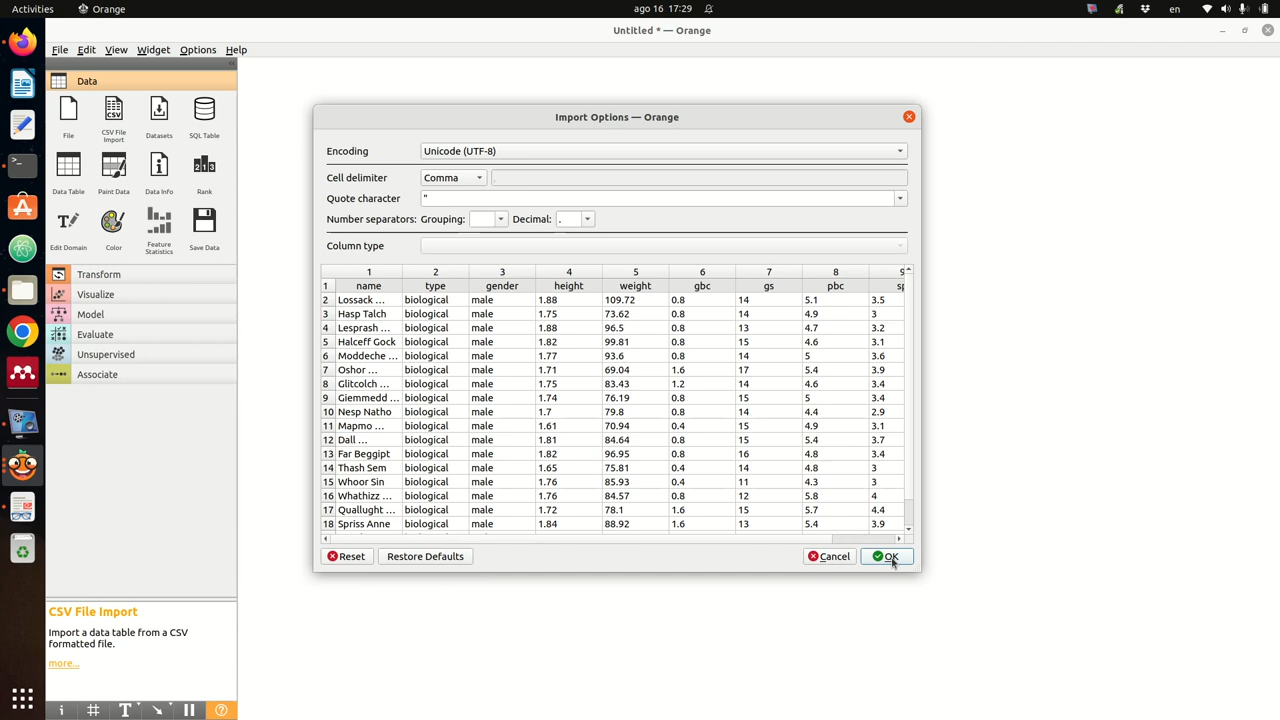 Activities Orange ago 16 17:29 en
Untitled * — Orange
File Edit View Widget Options Help
Data
File CSV File Import Datasets SQL Table
Data Table Paint Data Data Info Rank
Edit Domain Color Feature Statistics Save Data
Transform
Visualize
Model
Evaluate
Unsupervised
Associate
CSV File Import
Import a data table from a CSV
formatted file.
more...
Import Options — Orange
Encoding Unicode (UTF-8)
Cell delimiter Comma
Quote character "
Number separators: Grouping: Decimal: .
Column type
1 2 3 4 5 6 7 8 9
1 name type gender height weight gbc gs pbc sp
2 Lossack ... biological male 1.88 109.72 0.8 14 5.1 3.5
3 Hasp Talch biological male 1.75 73.62 0.8 14 4.9 3
4 Lesprash ... biological male 1.88 96.5 0.8 13 4.7 3.2
5 Halceff Gock biological male 1.82 99.81 0.8 15 4.6 3.1
6 Moddeche ... biological male 1.77 93.6 0.8 14 5 3.6
7 Oshor ... biological male 1.71 69.04 1.6 17 5.4 3.9
8 Glitcolch ... biological male 1.75 83.43 1.2 14 4.6 3.4
9 Giemmedd ... biological male 1.74 76.19 0.8 15 5 3.4
10 Nesp Natho biological male 1.7 79.8 0.8 14 4.4 2.9
11 Mapmo ... biological male 1.61 70.94 0.4 15 4.9 3.1
12 Dall ... biological male 1.81 84.64 0.8 15 5.4 3.7
13 Far Beggipt biological male 1.82 96.95 0.8 16 4.8 3.4
14 Thash Sem biological male 1.65 75.81 0.4 14 4.8 3
15 Whoor Sin biological male 1.76 85.93 0.4 11 4.3 3
16 Whathizz ... biological male 1.76 84.57 0.8 12 5.8 4
17 Quallught ... biological male 1.72 78.1 1.6 15 5.7 4.4
18 Spriss Anne biological male 1.84 88.92 1.6 13 5.4 3.9
Reset Restore Defaults Cancel OK